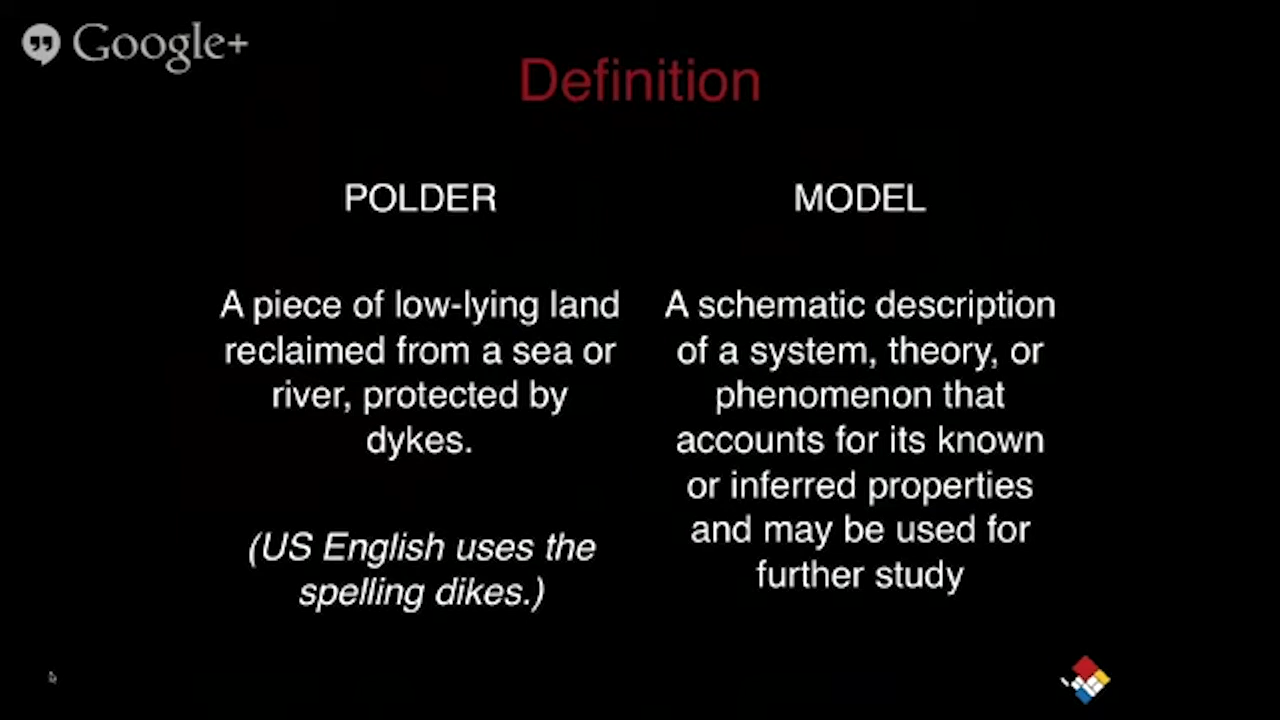 Google+
Definition
POLDER
A piece of low-lying land
reclaimed from a sea or
river, protected by
dykes.
(US English uses the
spelling dikes.)
MODEL
A schematic description
of a system, theory, or
phenomenon that
accounts for its known
or inferred properties
and may be used for
further study